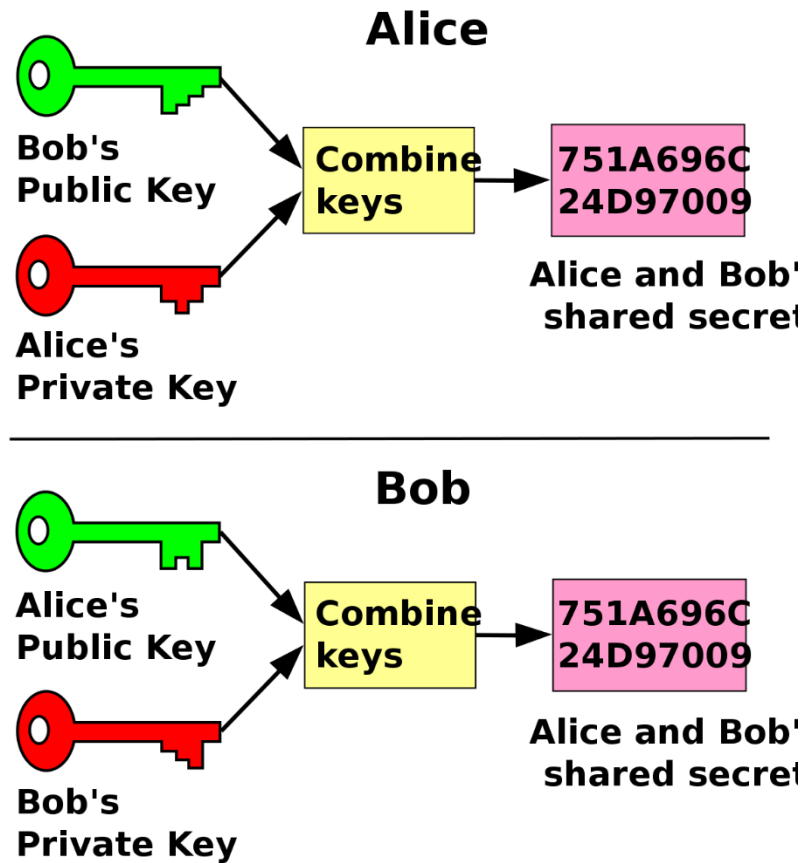 Alice
Bob's
Public Key
Combine
keys
751A696C
24D97009
Alice's
Private Key
Alice and Bob'
shared secret
Bob
Alice's
Public Key
Combine
keys
751A696C
24D97009
Bob's
Private Key
Alice and Bob'
shared secret